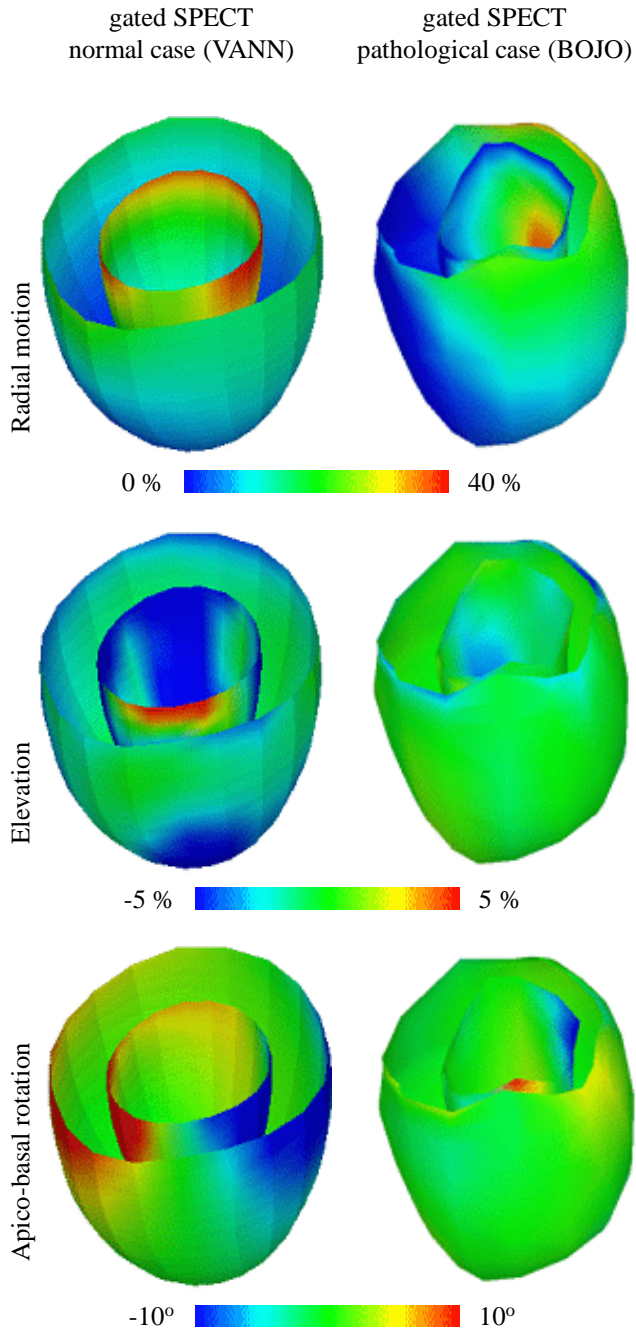 gated SPECT
normal case (VANN)
gated SPECT
pathological case (BOJO)
Radial motion
0 %
40 %
Elevation
-5 %
5 %
Apico-basal rotation
-10º
10º